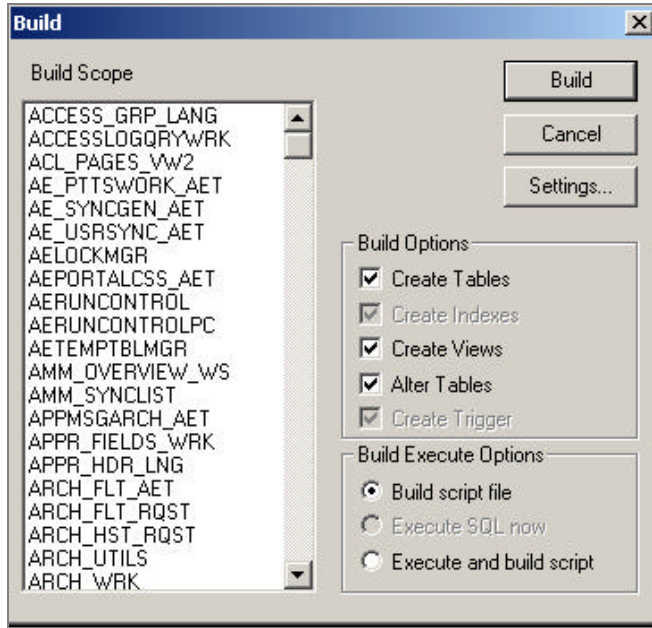 Build
Build Scope
ACCESS_GRP_LANG
ACCESSLOGQRYWRK
ACL_PAGES_VW2
AE_PTTSWORK_AET
AE_SYNCGEN_AET
AE_USRSYNC_AET
AELOCKMGR
AEPORTALCSS_AET
AERUNCONTROL
AERUNCONTROLPC
AETEMPTBLMGR
AMM_OVERVIEW_WS
AMM_SYNCLIST
APPMSGARCH_AET
APPR_FIELDS_WRK
APPR_HDR_LNG
ARCH_FLT_AET
ARCH_FLT_RQST
ARCH_HST_RQST
ARCH_UTILS
ARCH_WRK
Build
Cancel
Settings...
Build Options
Create Tables
Create Indexes
Create Views
Alter Tables
Create Trigger
Build Execute Options
Build script file
Execute SQL now
Execute and build script